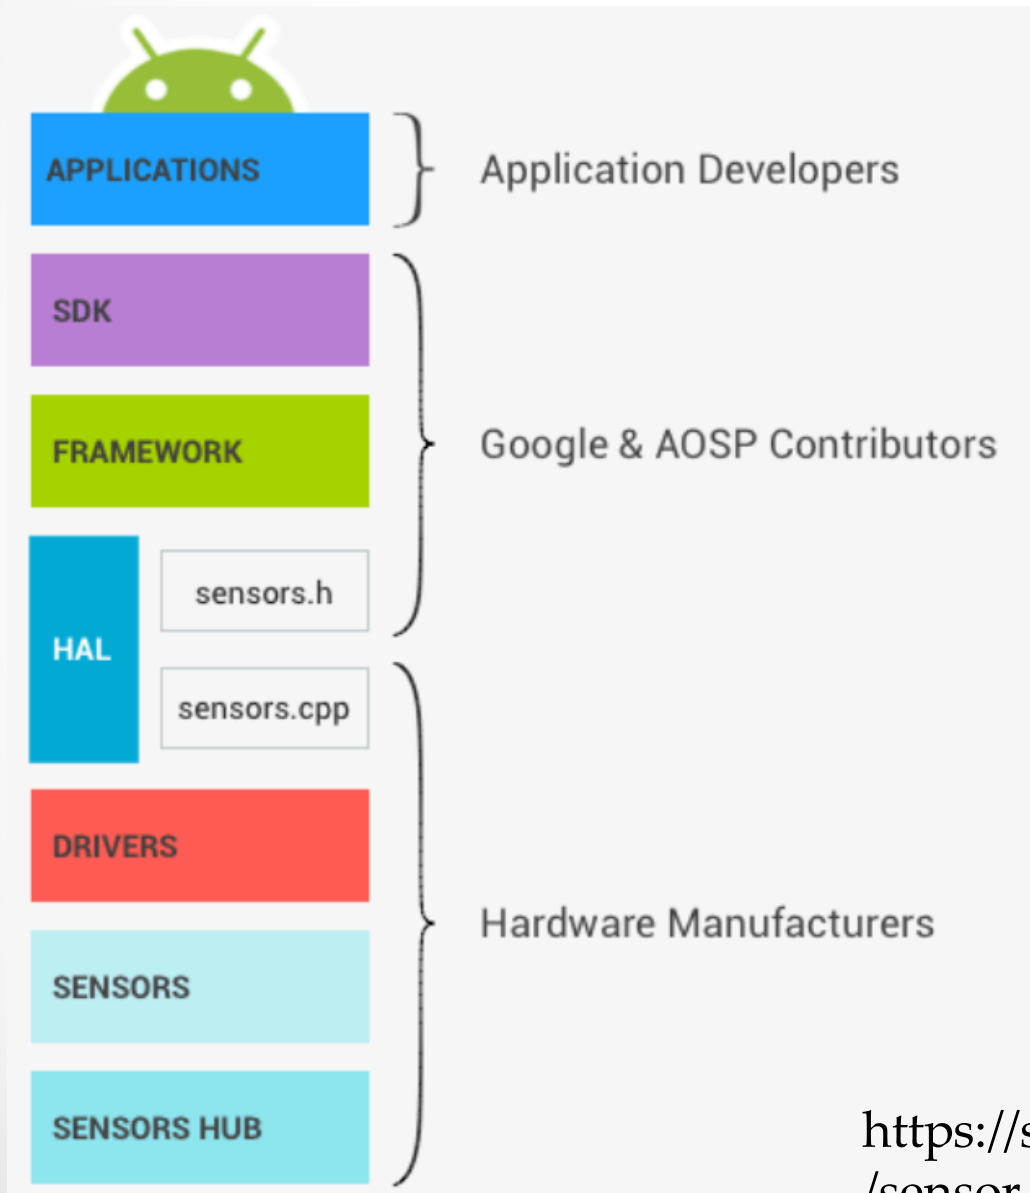 APPLICATIONS
Application Developers
SDK
FRAMEWORK
Google & AOSP Contributors
HAL
sensors.h
sensors.cpp
DRIVERS
Hardware Manufacturers
SENSORS
SENSORS HUB
https://s
/sensor